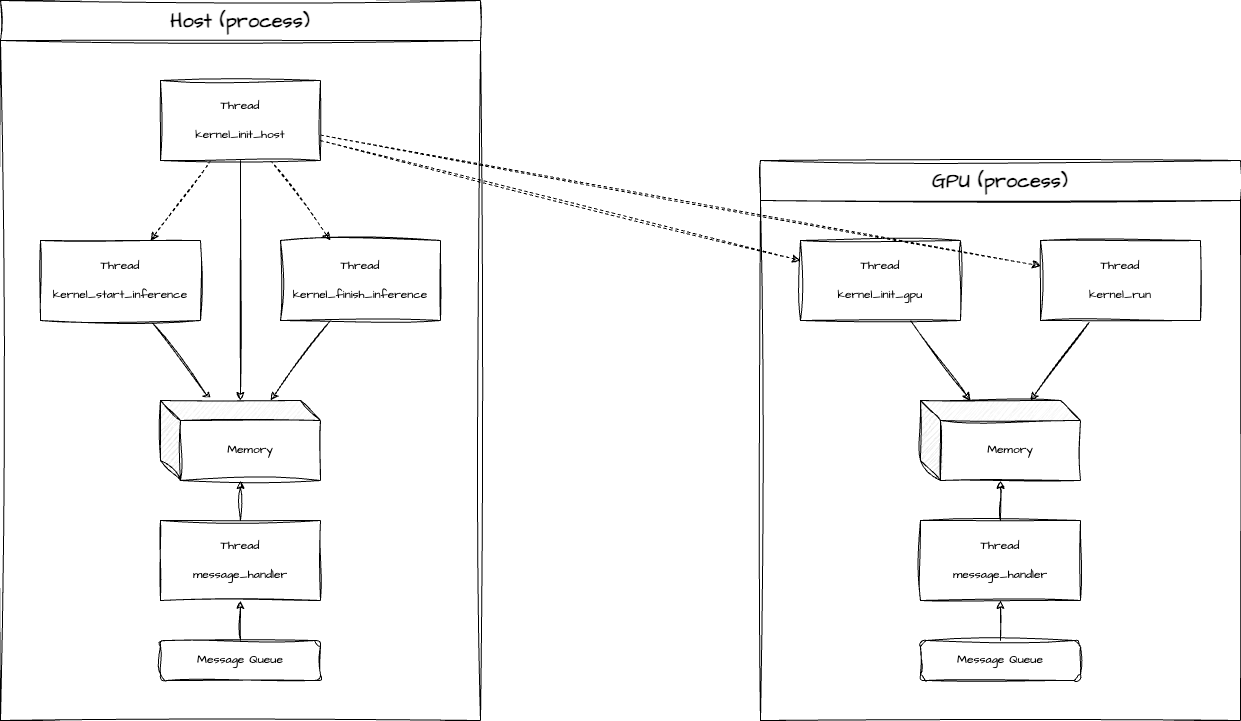 Host (process)
Thread
kernel_init_host
Thread
kernel_start_inference
Thread
kernel_finish_inference
Memory
Thread
message_handler
Message Queue
GPU (process)
Thread
kernel_init_gpu
Thread
kernel_run
Memory
Thread
message_handler
Message Queue